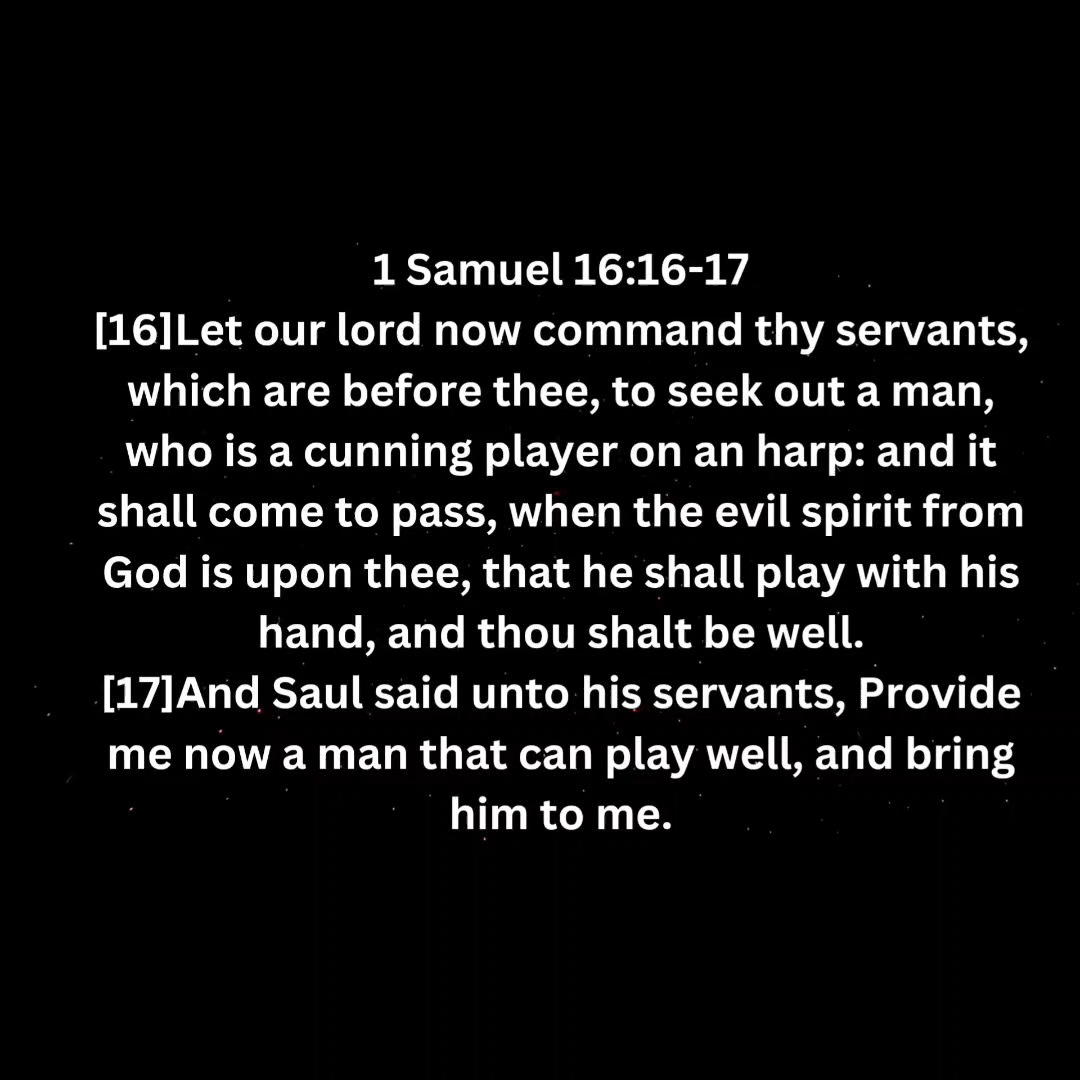 1 Samuel 16:16-17
[16]Let our lord now command thy servants,
which are before thee, to seek out a man,
who is a cunning player on an harp: and it
shall come to pass, when the evil spirit from
God is upon thee, that he shall play with his
hand, and thou shalt be well.
[17]And Saul said unto his servants, Provide
me now a man that can play well, and bring
him to me.